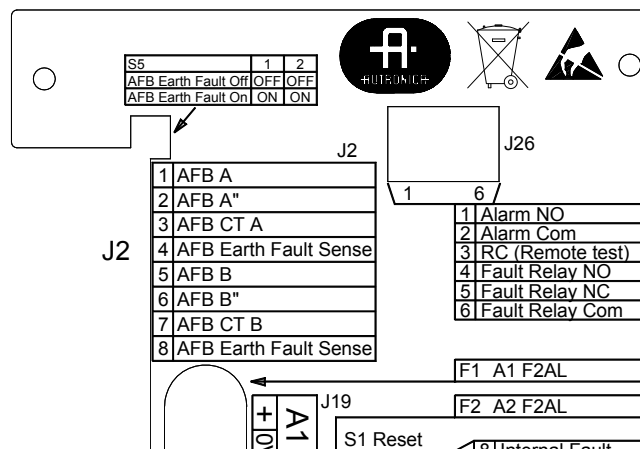 S5 1 2
AFB Earth Fault Off OFF OFF
AFB Earth Fault On ON ON
AUTRONICA
J2
J26
1 6
1 AFB A
2 AFB A"
3 AFB CT A
4 AFB Earth Fault Sense
5 AFB B
6 AFB B"
7 AFB CT B
8 AFB Earth Fault Sense
J2
1 Alarm NO
2 Alarm Com
3 RC (Remote test)
4 Fault Relay NO
5 Fault Relay NC
6 Fault Relay Com
F1 A1 F2AL
F2 A2 F2AL
J19
+
A1
S1 Reset
8 Internal Fault